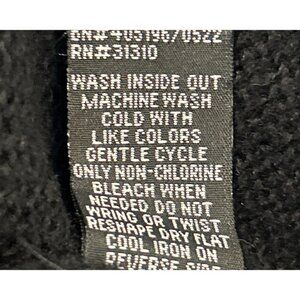 RN#31310
WASH INSIDE OUT
MACHINE WASH
COLD WITH
LIKE COLORS
GENTLE CYCLE
ONLY NON-CHLORINE
BLEACH WHEN
NEEDED DO NOT
WRING OR TWIST
RESHAPE DRY FLAT
COOL IRON ON
REVERSE SIDE